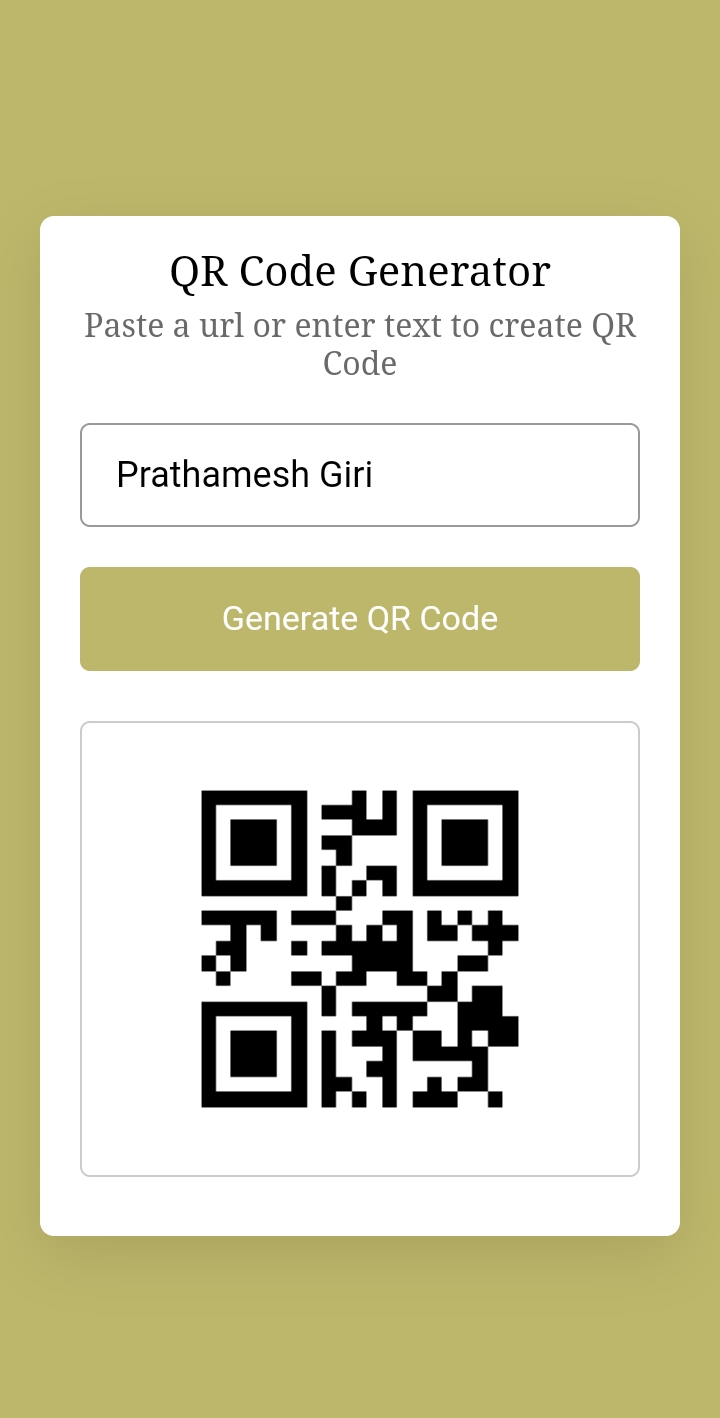 QR Code Generator
Paste a url or enter text to create QR
Code
Prathamesh Giri
Generate QR Code